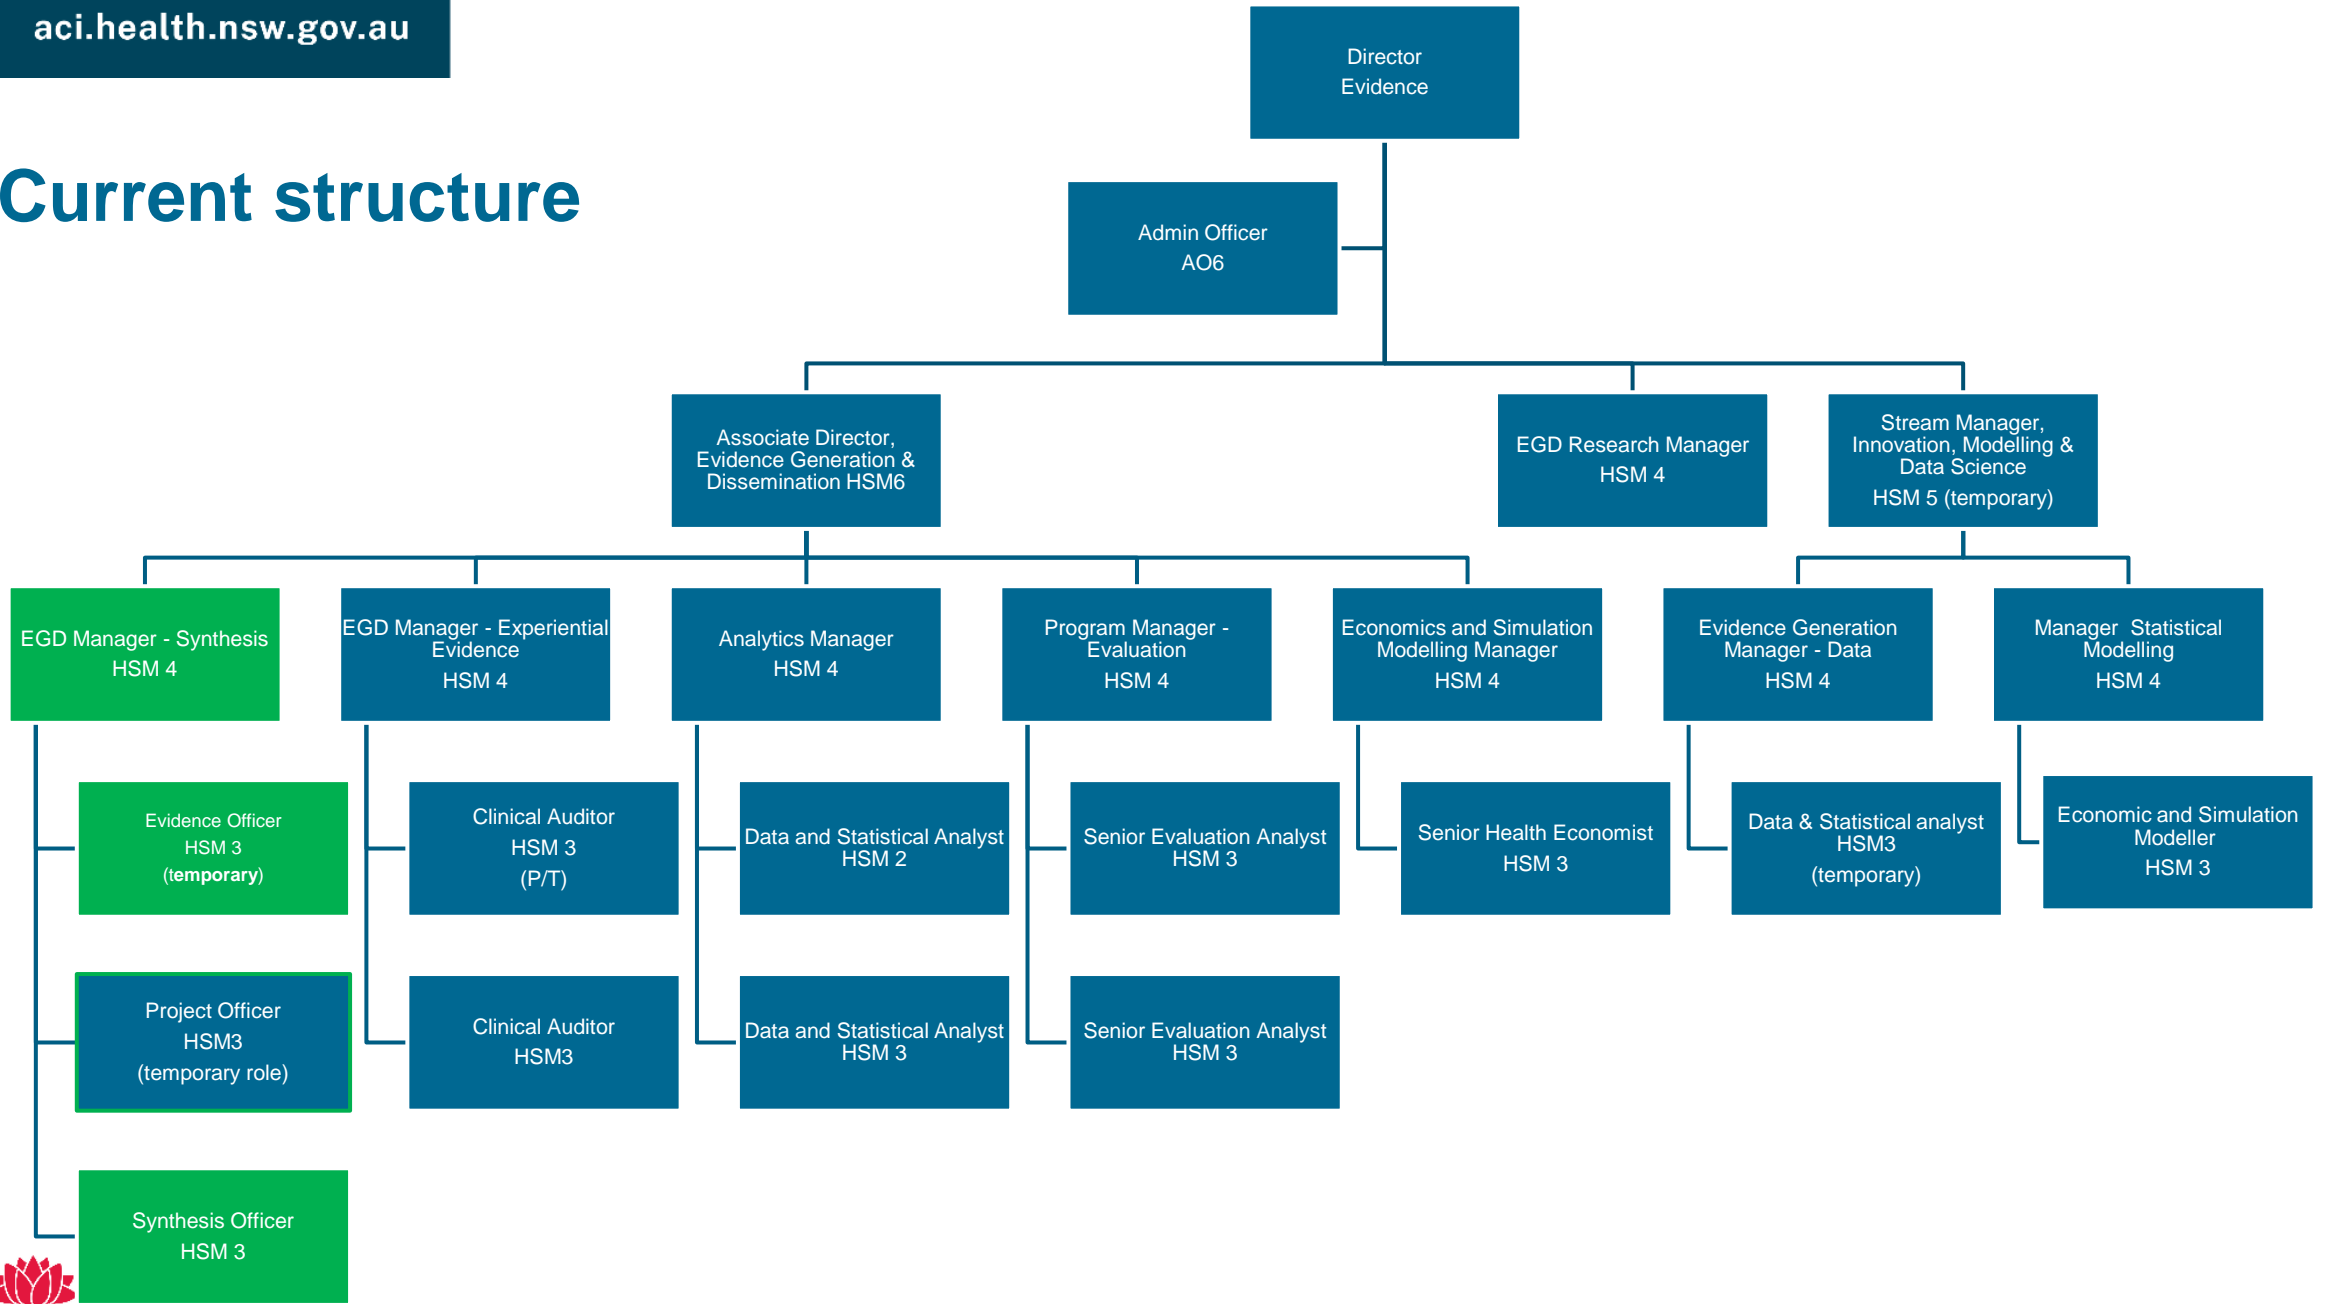 aci.health.nsw.gov.au
Current structure
Director
Evidence
Admin Officer
AO6
Associate Director,
Evidence Generation &
Dissemination HSM6
EGD Research Manager
HSM 4
Stream Manager,
Innovation, Modelling &
Data Science
HSM 5 (temporary)
EGD Manager - Synthesis
HSM 4
EGD Manager - Experiential
Evidence
HSM 4
Analytics Manager
HSM 4
Program Manager -
Evaluation
HSM 4
Economics and Simulation
Modelling Manager
HSM 4
Evidence Generation
Manager - Data
HSM 4
Manager  Statistical
Modelling
HSM 4
Evidence Officer
HSM 3
(temporary)
Clinical Auditor
HSM 3
(P/T)
Data and Statistical Analyst
HSM 2
Senior Evaluation Analyst
HSM 3
Senior Health Economist
HSM 3
Data & Statistical analyst
HSM3
(temporary)
Economic and Simulation
Modeller
HSM 3
Project Officer
HSM3
(temporary role)
Clinical Auditor
HSM3
Data and Statistical Analyst
HSM 3
Senior Evaluation Analyst
HSM 3
Synthesis Officer
HSM 3